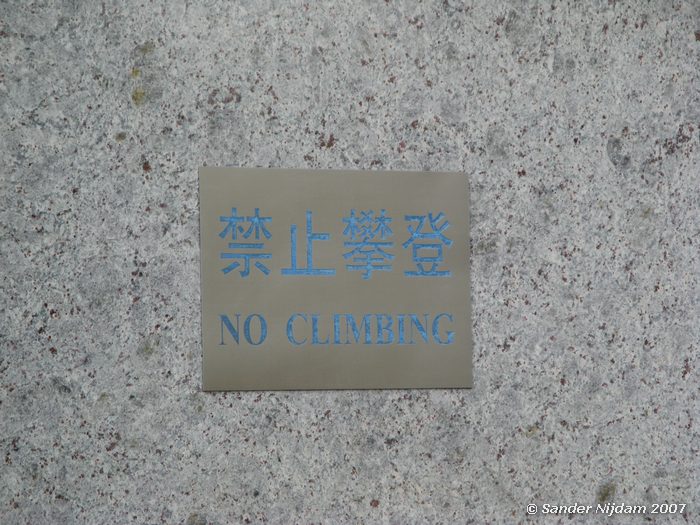 禁止攀登
NO CLIMBING
© Sander Nijdam 2007